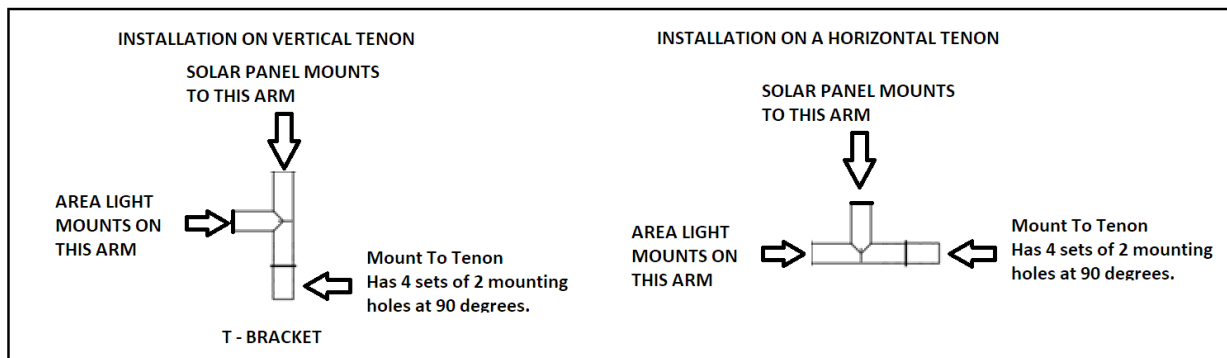 INSTALLATION ON VERTICAL TENON
SOLAR PANEL MOUNTS
TO THIS ARM
AREA LIGHT
MOUNTS ON
THIS ARM
Mount To Tenon
Has 4 sets of 2 mounting
holes at 90 degrees.
T - BRACKET
INSTALLATION ON A HORIZONTAL TENON
SOLAR PANEL MOUNTS
TO THIS ARM
AREA LIGHT
MOUNTS ON
THIS ARM
Mount To Tenon
Has 4 sets of 2 mounting
holes at 90 degrees.